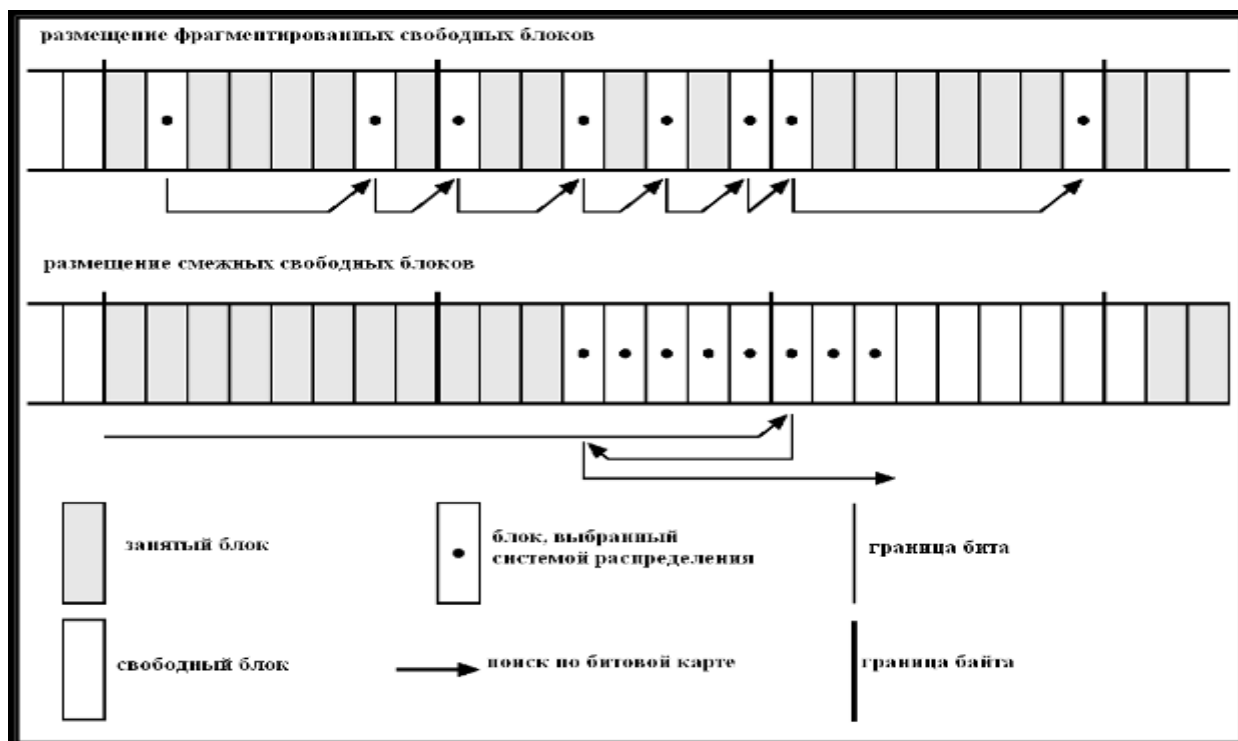 размещение фрагментированных свободных блоков
размещение смежных свободных блоков
занятый блок
блок, выбранный
системой распределения
граница бита
свободный блок
поиск по битовой карте
граница байта